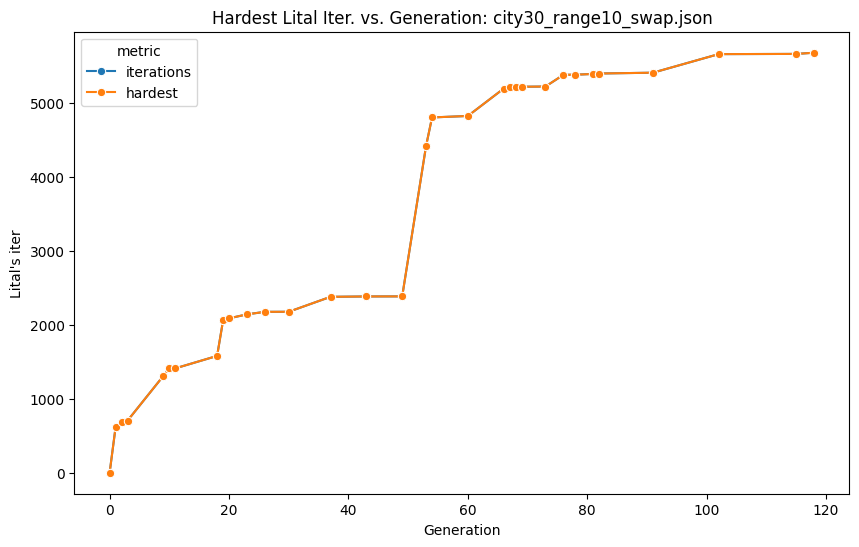 Hardest Lital Iter. vs. Generation: city30_range10_swap.json
metric
iterations
hardest
5000
4000
3000
2000
1000
0
Lital's iter
0 20 40 60 80 100 120
Generation